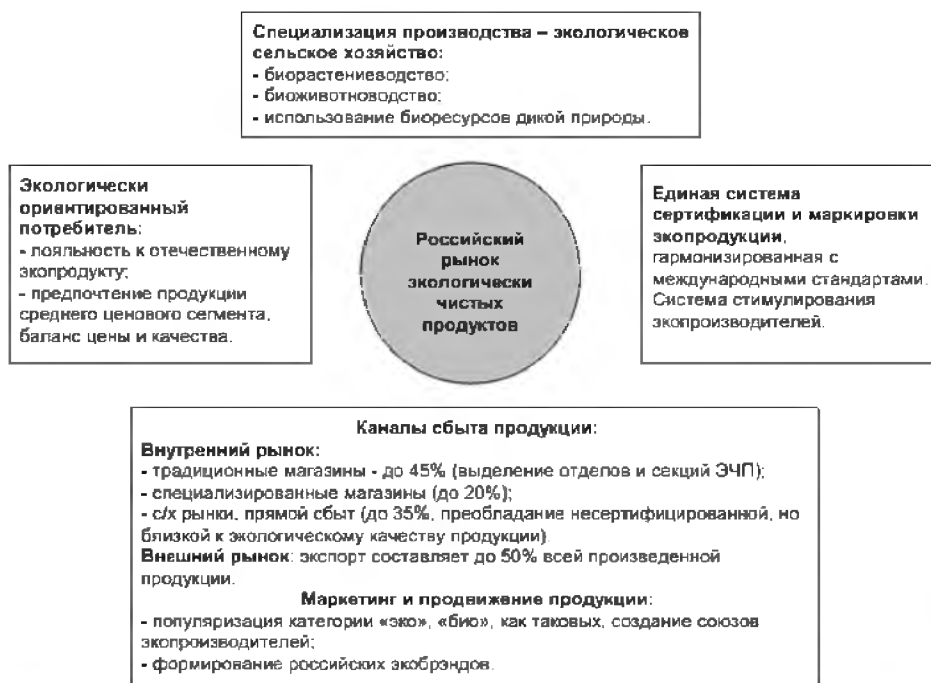 Специализация производства – экологическое
сельское хозяйство:
- биорастениеводство;
- биоживотноводство;
- использование биоресурсов дикой природы.
Экологически
ориентированный
потребитель:
- лояльность к отечественному
экопродукту;
- предпочтение продукции
среднего ценового сегмента,
баланс цены и качества.
Российский
рынок
экологически
чистых
продуктов
Единая система
сертификации и маркировки
экопродукции,
гармонизированная с
международными стандартами.
Система стимулирования
экопроизводителей.
Каналы сбыта продукции:
Внутренний рынок:
- традиционные магазины - до 45% (выделение отделов и секций ЭЧП);
- специализированные магазины (до 20%);
- с/х рынки, прямой сбыт (до 35%, преобладание несертифицированной, но
близкой к экологическому качеству продукции).
Внешний рынок: экспорт составляет до 50% всей произведенной
продукции.
Маркетинг и продвижение продукции:
- популяризация категории «эко», «био», как таковых, создание союзов
экопроизводителей;
- формирование российских экобрэндов.